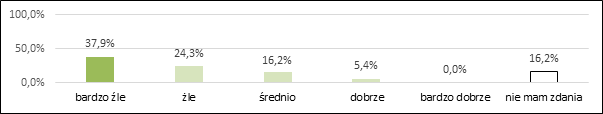 100,0%
50,0%
0,0%
37,9%
24,3%
16,2%
5,4%
0,0%
16,2%
bardzo źle
żle
średnio
dobrze
bardzo dobrze
nie mam zdania